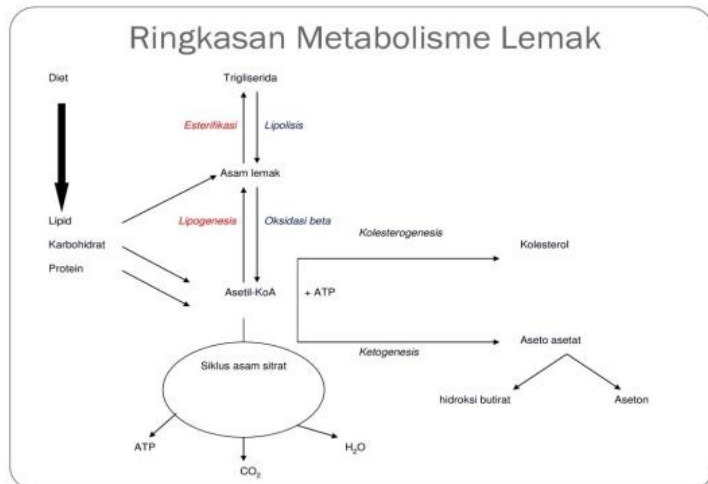 Ringkasan Metabolisme Lemak
Diet
Trigliserida
Esterifikasi
Lipolisis
Asam lemak
Lipid
Karbohidrat
Protein
Lipogenesis
Oksidasi beta
Kolesterogenesis
Kolesterol
Asetil-KoA
+ ATP
Ketogenesis
Aseto asetat
Siklus asam sitrat
hidroksi butirat
Aseton
ATP
CO₂
H₂O